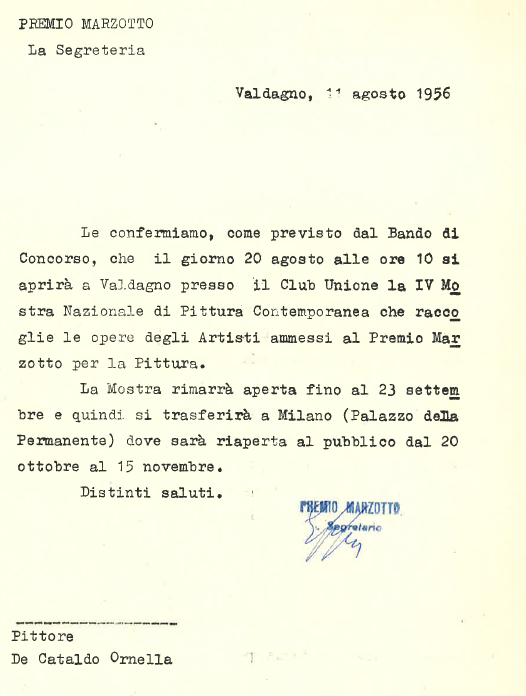 PREMIO MARZOTTO
La Segreteria
Valdagno, 11 agosto 1956
Le confermiamo, come previsto dal Bando di
Concorso, che il giorno 20 agosto alle ore 10 si
aprirà a Valdagno presso il Club Unione la IV Mo
stra Nazionale di Pittura Contemporanea che racco
glie le opere degli Artisti ammessi al Premio Mar
zotto per la Pittura.
La Mostra rimarrà aperta fino al 23 settem
bre e quindi si trasferirà a Milano (Palazzo della
Permanente) dove sarà riaperta al pubblico dal 20
ottobre al 15 novembre.
Distinti saluti.
PREMIO MARZOTTO
Segretario
Pittore
De Cataldo Ornella